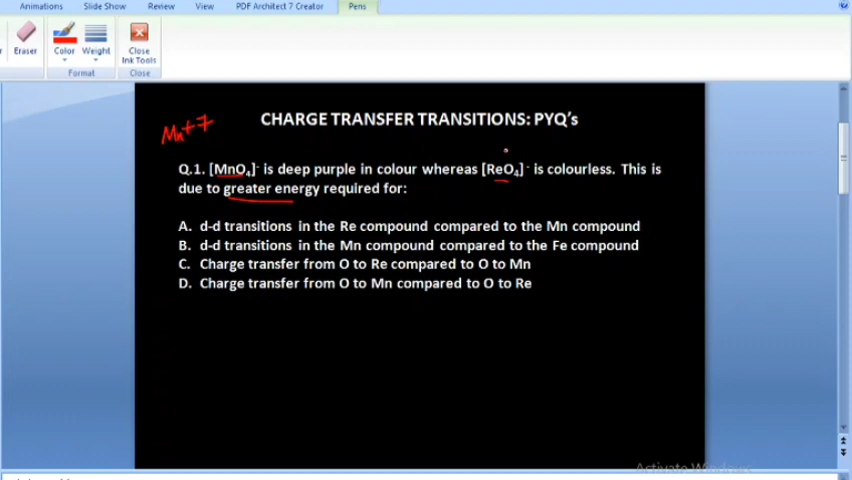 Animations Slide Show Review View PDF Architect 7 Creator Pens
Eraser Color Weight Close
Ink Tools
Format Close
Mn+7
CHARGE TRANSFER TRANSITIONS: PYQ's
Q.1. [MnO₄]⁻ is deep purple in colour whereas [ReO₄]⁻ is colourless. This is
due to greater energy required for:
A. d-d transitions in the Re compound compared to the Mn compound
B. d-d transitions in the Mn compound compared to the Fe compound
C. Charge transfer from O to Re compared to O to Mn
D. Charge transfer from O to Mn compared to O to Re
Activate Windows